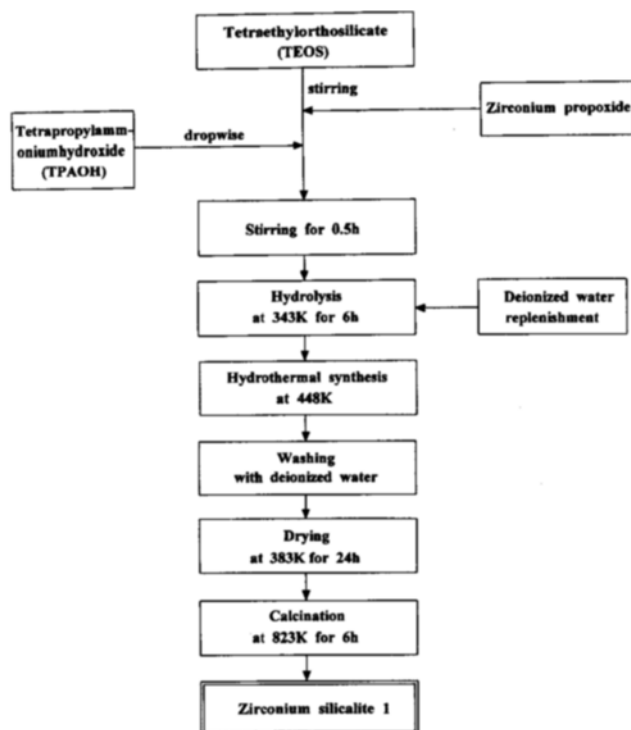 Tetraethylorthosilicate
(TEOS)
stirring
Zirconium propoxide
Tetrapropylamm-
oniumhydroxide
(TPAOH)
dropwise
Stirring for 0.5h
Hydrolysis
at 343K for 6h
Deionized water
replenishment
Hydrothermal synthesis
at 448K
Washing
with deionized water
Drying
at 383K for 24h
Calcination
at 823K for 6h
Zirconium silicalite 1